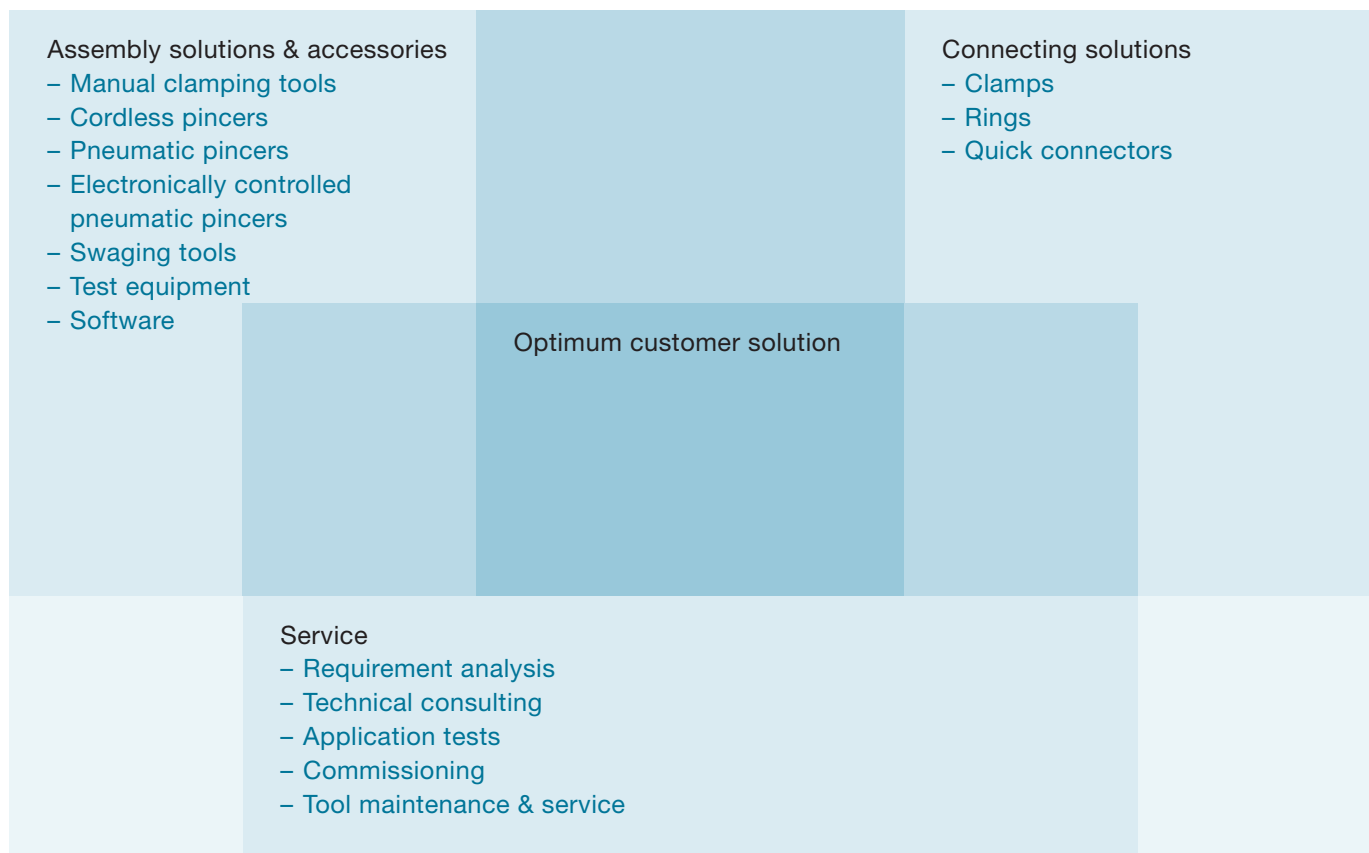 Assembly solutions & accessories
– Manual clamping tools
– Cordless pincers
– Pneumatic pincers
– Electronically controlled
pneumatic pincers
– Swaging tools
– Test equipment
– Software
Connecting solutions
– Clamps
– Rings
– Quick connectors
Optimum customer solution
Service
– Requirement analysis
– Technical consulting
– Application tests
– Commissioning
– Tool maintenance & service